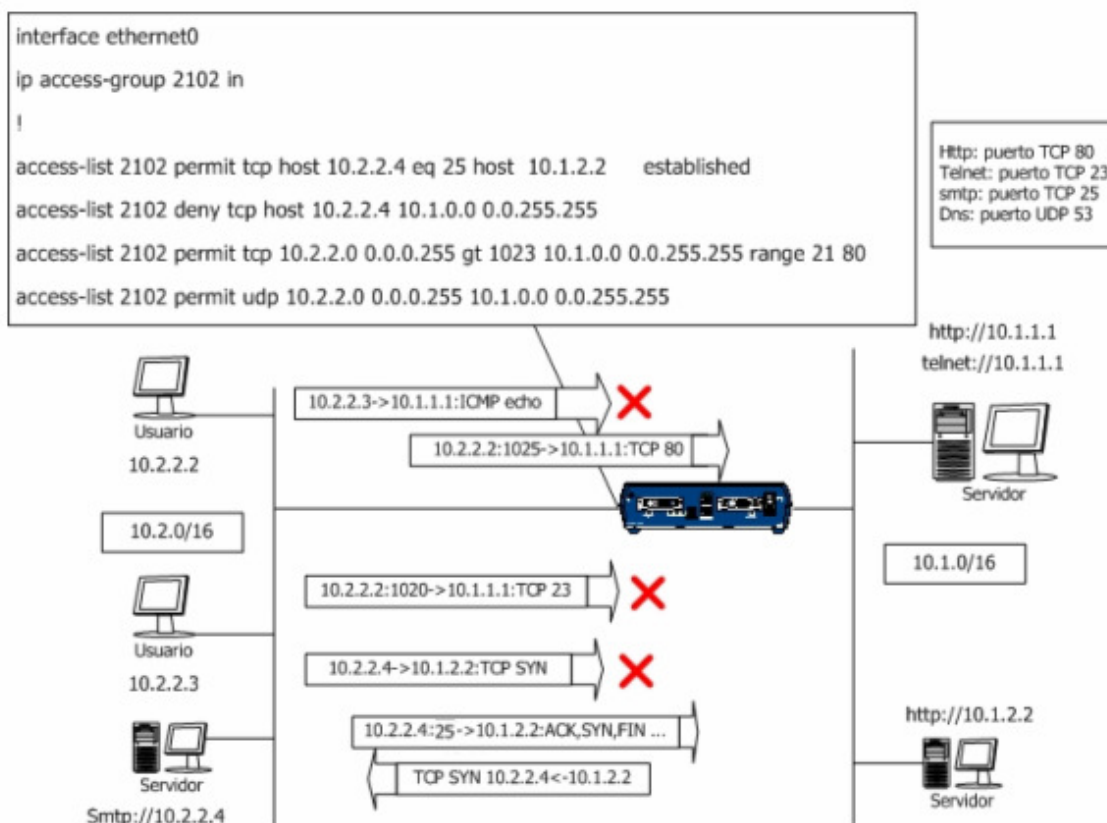 interface ethernet0
ip access-group 2102 in
!
access-list 2102 permit tcp host 10.2.2.4 eq 25 host 10.1.2.2 established
access-list 2102 deny tcp host 10.2.2.4 10.1.0.0 0.0.255.255
access-list 2102 permit tcp 10.2.2.0 0.0.0.255 gt 1023 10.1.0.0 0.0.255.255 range 21 80
access-list 2102 permit udp 10.2.2.0 0.0.0.255 10.1.0.0 0.0.255.255
Http: puerto TCP 80
Telnet: puerto TCP 23
smtp: puerto TCP 25
Dns: puerto UDP 53
http://10.1.1.1
telnet://10.1.1.1
10.2.2.3->10.1.1.1:ICMP echo
Usuario
10.2.2.2
10.2.2.2:1025->10.1.1.1:TCP 80
Servidor
10.2.0/16
10.1.0/16
10.2.2.2:1020->10.1.1.1:TCP 23
Usuario
10.2.2.3
10.2.2.4->10.1.2.2:TCP SYN
10.2.2.4:25->10.1.2.2:ACK,SYN,FIN ...
http://10.1.2.2
TCP SYN 10.2.2.4<-10.1.2.2
Servidor
Smtp://10.2.2.4
Servidor